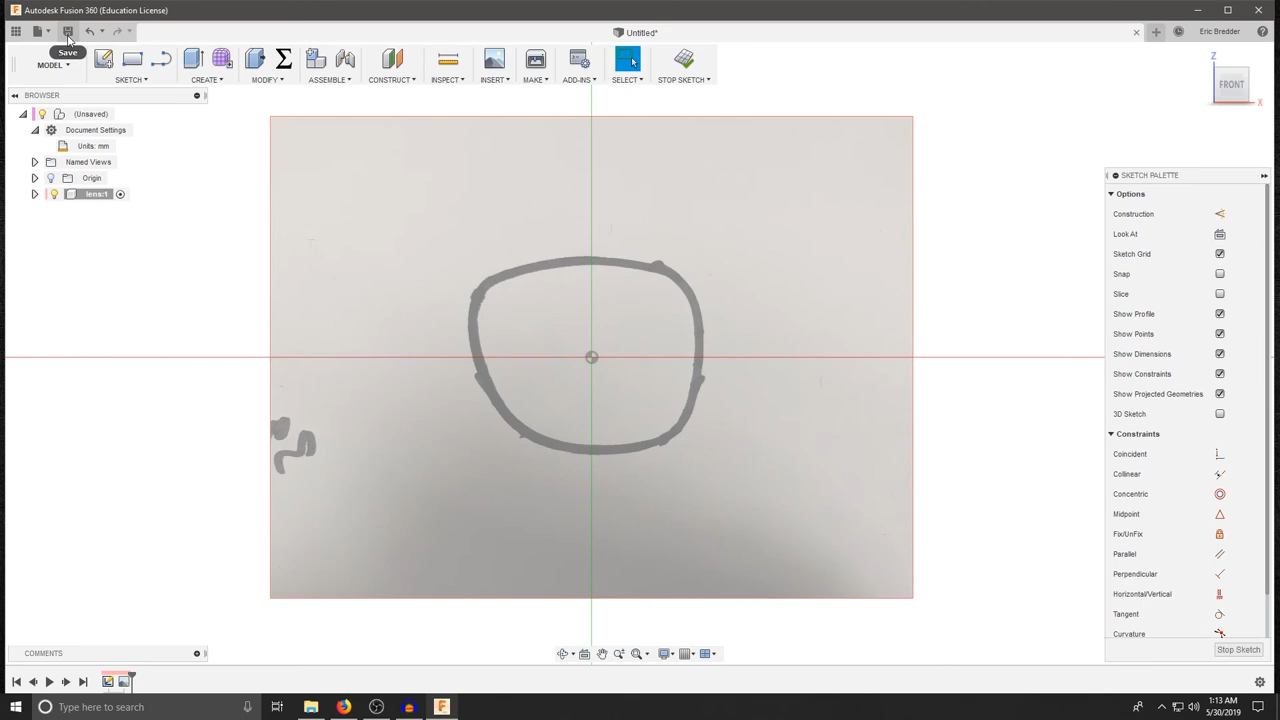 Autodesk Fusion 360 (Education License)
Untitled*
Eric Bredder
Save
MODEL
SKETCH
CREATE
MODIFY
ASSEMBLE
CONSTRUCT
INSPECT
INSERT
MAKE
ADD-INS
SELECT
STOP SKETCH
Z
FRONT
X
BROWSER
(Unsaved)
Document Settings
Units: mm
Named Views
Origin
lens:1
SKETCH PALETTE
Options
Construction
Look At
Sketch Grid
Snap
Slice
Show Profile
Show Points
Show Dimensions
Show Constraints
Show Projected Geometries
3D Sketch
Constraints
Coincident
Collinear
Concentric
Midpoint
Fix/UnFix
Parallel
Perpendicular
Horizontal/Vertical
Tangent
Curvature
Stop Sketch
COMMENTS
Type here to search
1:13 AM
5/30/2019